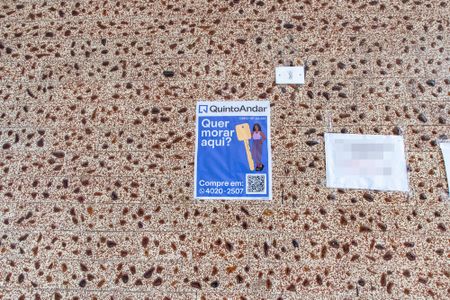 QuintoAndar
Quer
morar
aqui?
Compre em:
4020-2507